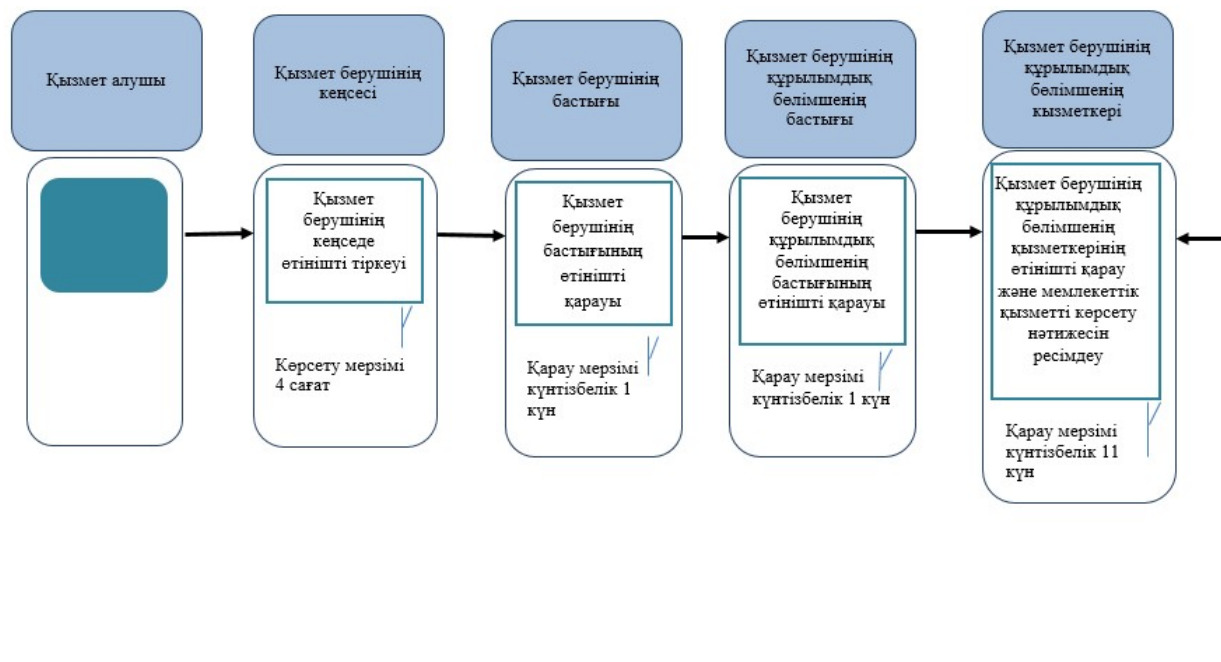 Қызмет алушы
Қызмет берушінің
кеңсесі
Қызмет берушінің
бастығы
Қызмет берушінің
құрылымдық
бөлімшенің
бастығы
Қызмет берушінің
құрылымдық
бөлімшенің
кызметкері
Қызмет
берушінің
кеңседе
өтінішті тіркеуі
Көрсету мерзімі
4 сағат
Қызмет
берушінің
бастығының
өтінішті
қарауы
Қарау мерзімі
күнтізбелік 1
күн
Қызмет
берушінің
құрылымдық
бөлімшенің
бастығының
өтінішті қарауы
Қарау мерзімі
күнтізбелік 1 күн
Қызмет берушінің
құрылымдық
бөлімшенің
қызметкерінің
өтінішті қарау
және мемлекеттік
қызметті көрсету
нәтижесін
ресімдеу
Қарау мерзімі
күнтізбелік 11
күн